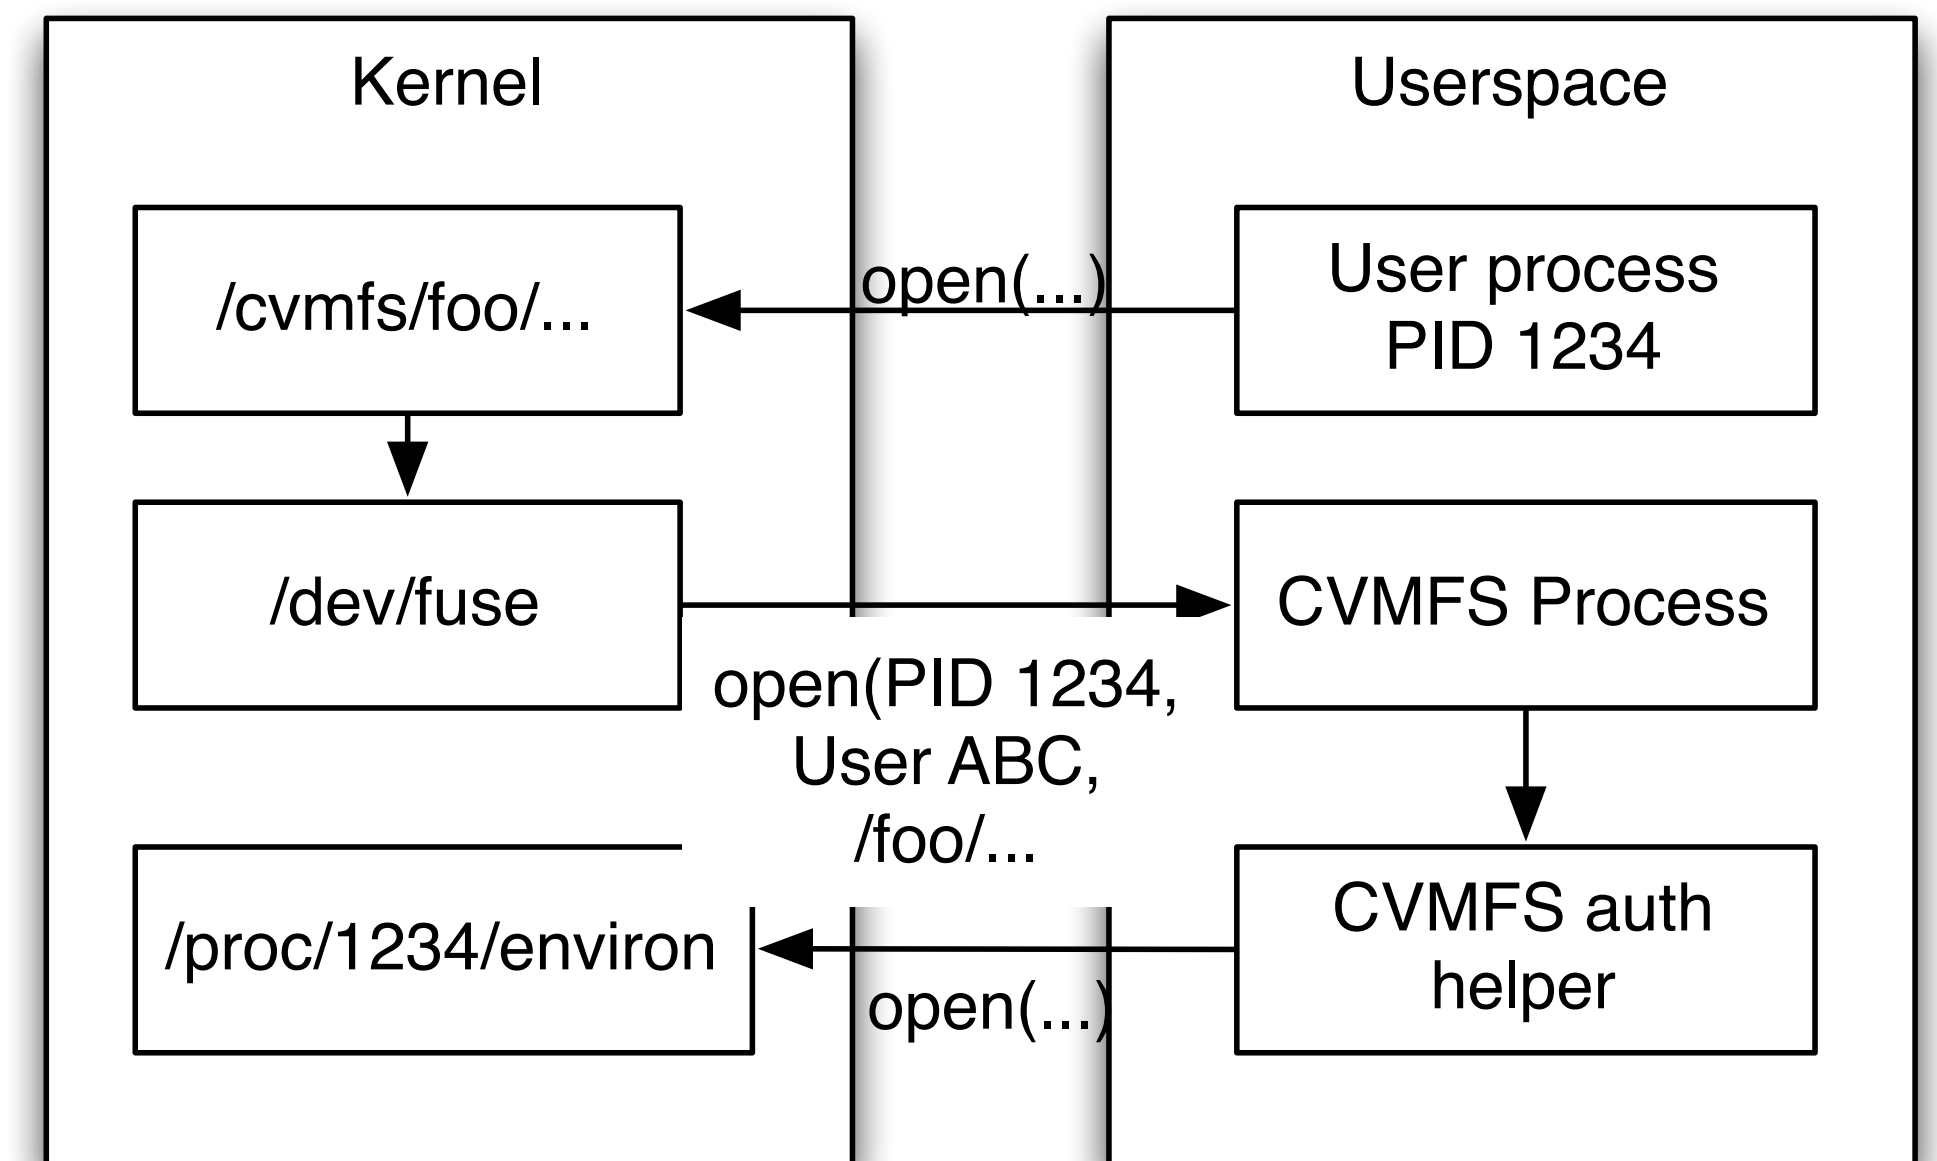 Kernel
Userspace
/cvmfs/foo/...
open(...)
User process
PID 1234
/dev/fuse
CVMFS Process
open(PID 1234,
User ABC,
/foo/...
/proc/1234/environ
open(...)
CVMFS auth
helper